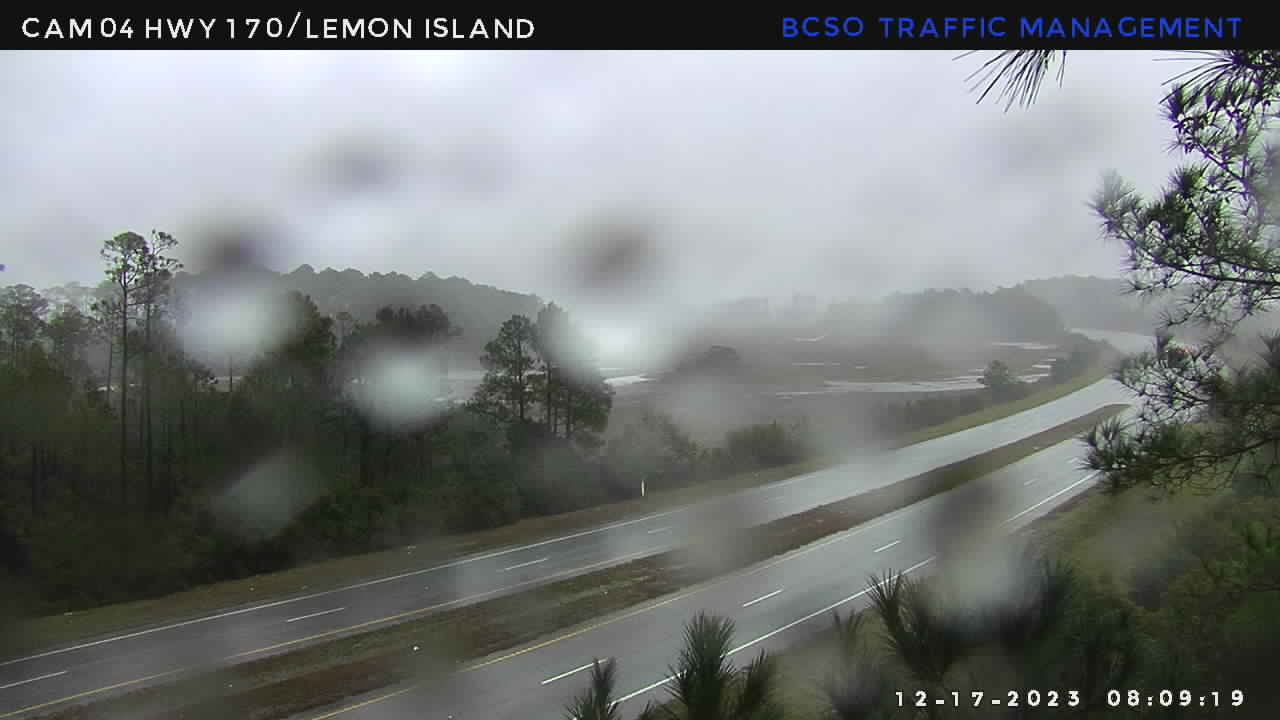 CAM04 HWY 170/LEMON ISLAND
BCSO TRAFFIC MANAGEMENT
12-17-2023 08:09:19